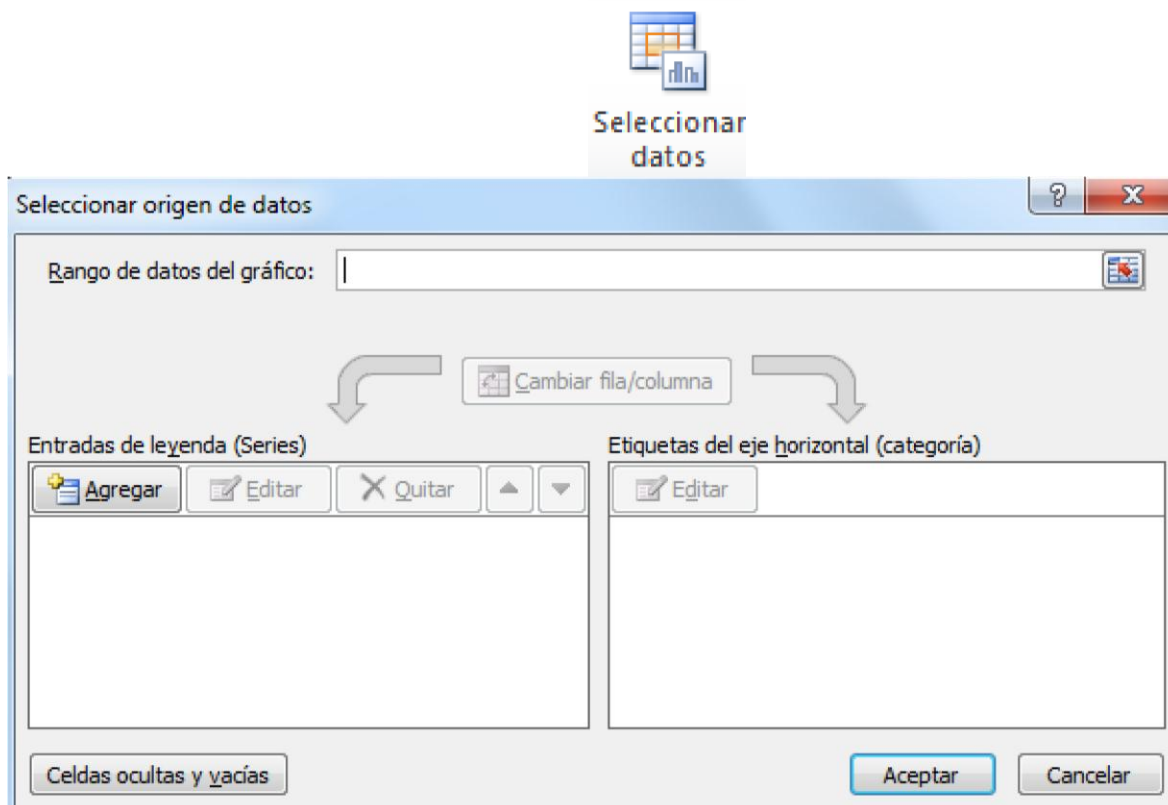 Seleccionar
datos
Seleccionar origen de datos
Rango de datos del gráfico:
Cambiar fila/columna
Entradas de leyenda (Series)
Etiquetas del eje horizontal (categoría)
Agregar
Editar
Quitar
Editar
Celdas ocultas y vacías
Aceptar
Cancelar